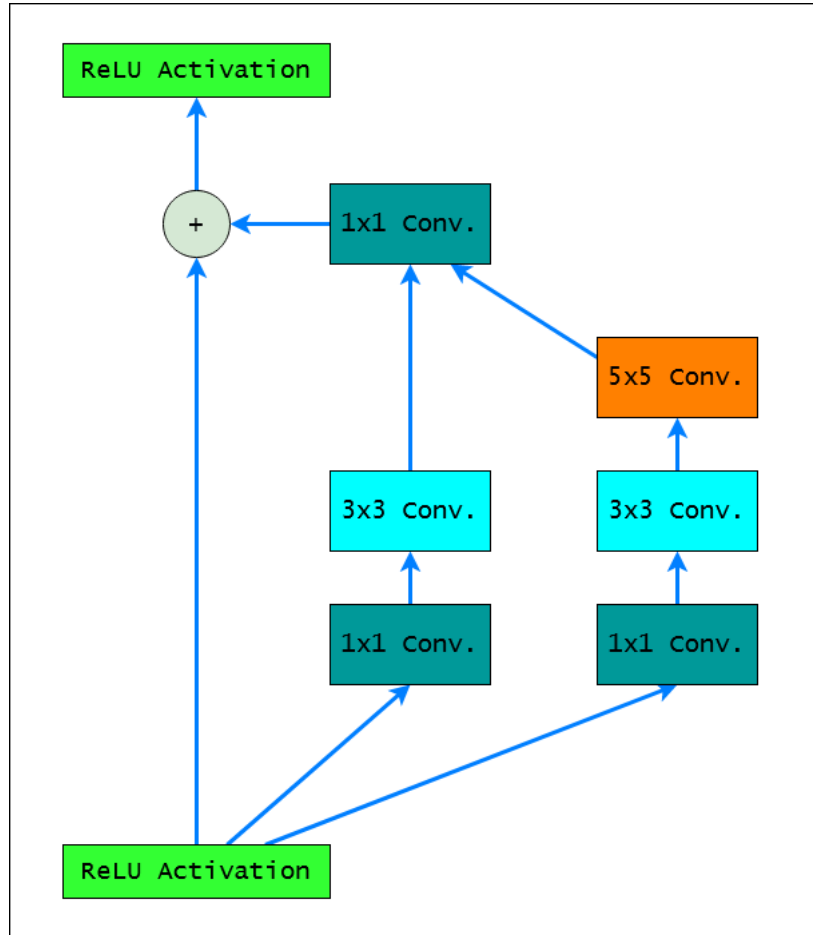 ReLU Activation
+
1x1 Conv.
5x5 Conv.
3x3 Conv.
3x3 Conv.
1x1 Conv.
1x1 Conv.
ReLU Activation